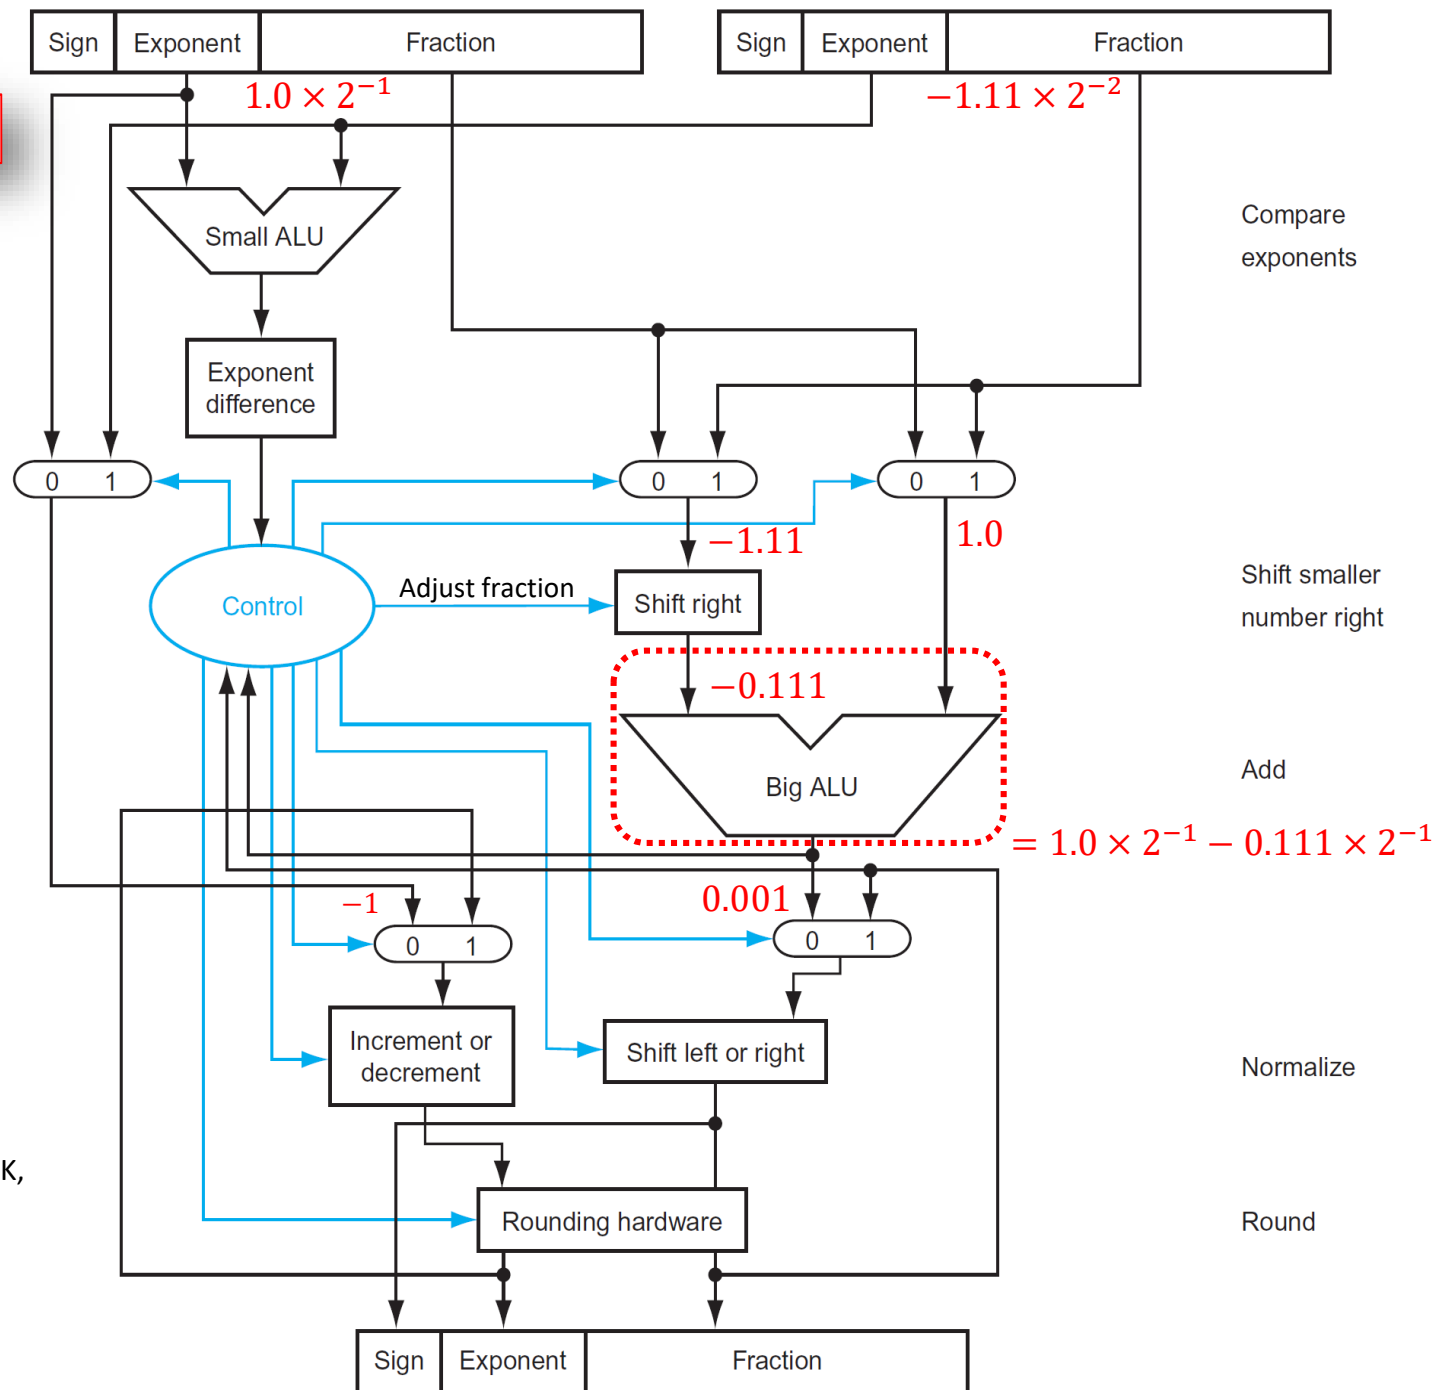 Sign Exponent Fraction Sign Exponent Fraction
1.0 × 2⁻¹ −1.11 × 2⁻²
Small ALU
Compare
exponents
Exponent
difference
0 1 0 1 0 1
−1.11 1.0
Control
Adjust fraction
Shift right
Shift smaller
number right
−0.111
Big ALU
Add
= 1.0 × 2⁻¹ − 0.111 × 2⁻¹
−1 0.001
0 1 0 1
Increment or
decrement
Shift left or right
Normalize
K,
Rounding hardware
Round
Sign Exponent Fraction